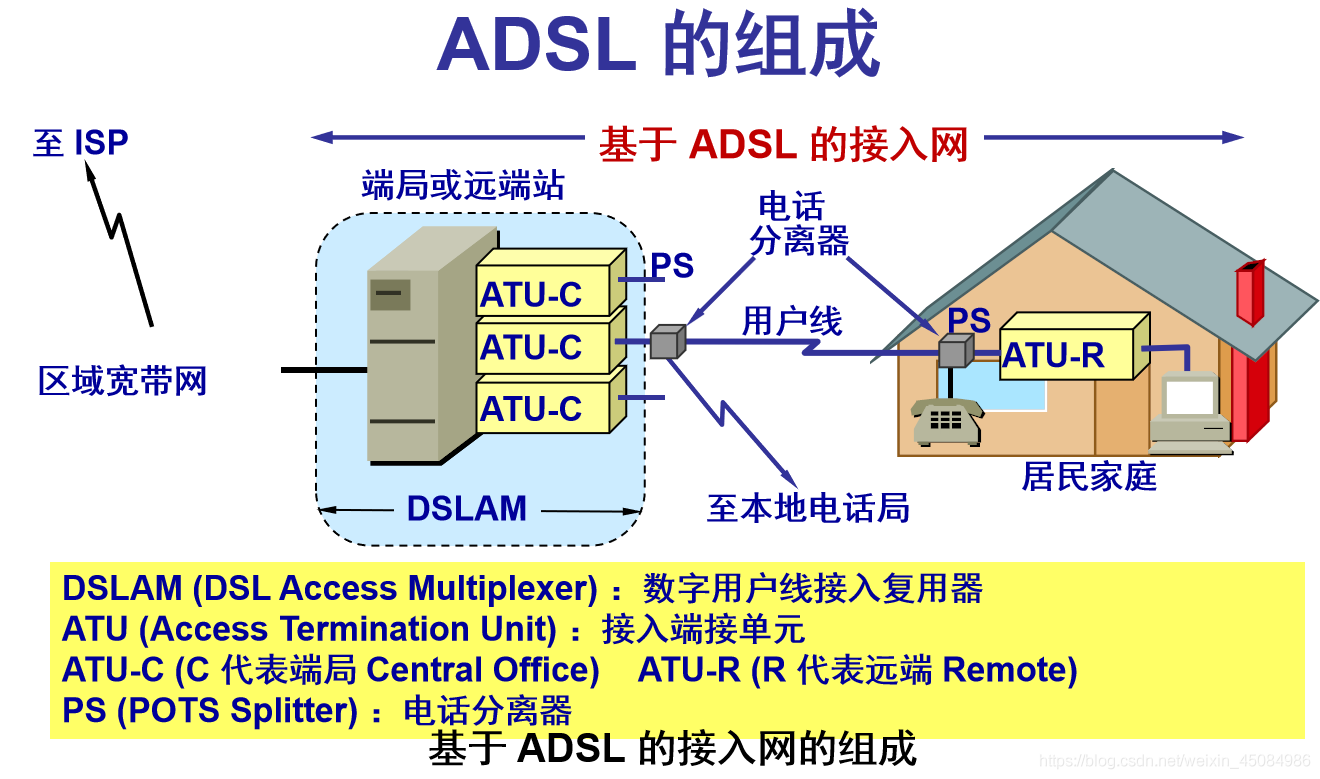 ADSL 的组成
至 ISP
基于 ADSL 的接入网
端局或远端站
电话
分离器
PS
ATU-C
用户线
PS
ATU-C
ATU-R
区域宽带网
ATU-C
居民家庭
DSLAM
至本地电话局
DSLAM (DSL Access Multiplexer) ：数字用户线接入复用器
ATU (Access Termination Unit) ：接入端接单元
ATU-C (C 代表端局 Central Office) ATU-R (R 代表远端 Remote)
PS (POTS Splitter) ：电话分离器
基于 ADSL 的接入网的组成
https://blog.csdn.net/weixin_45084986